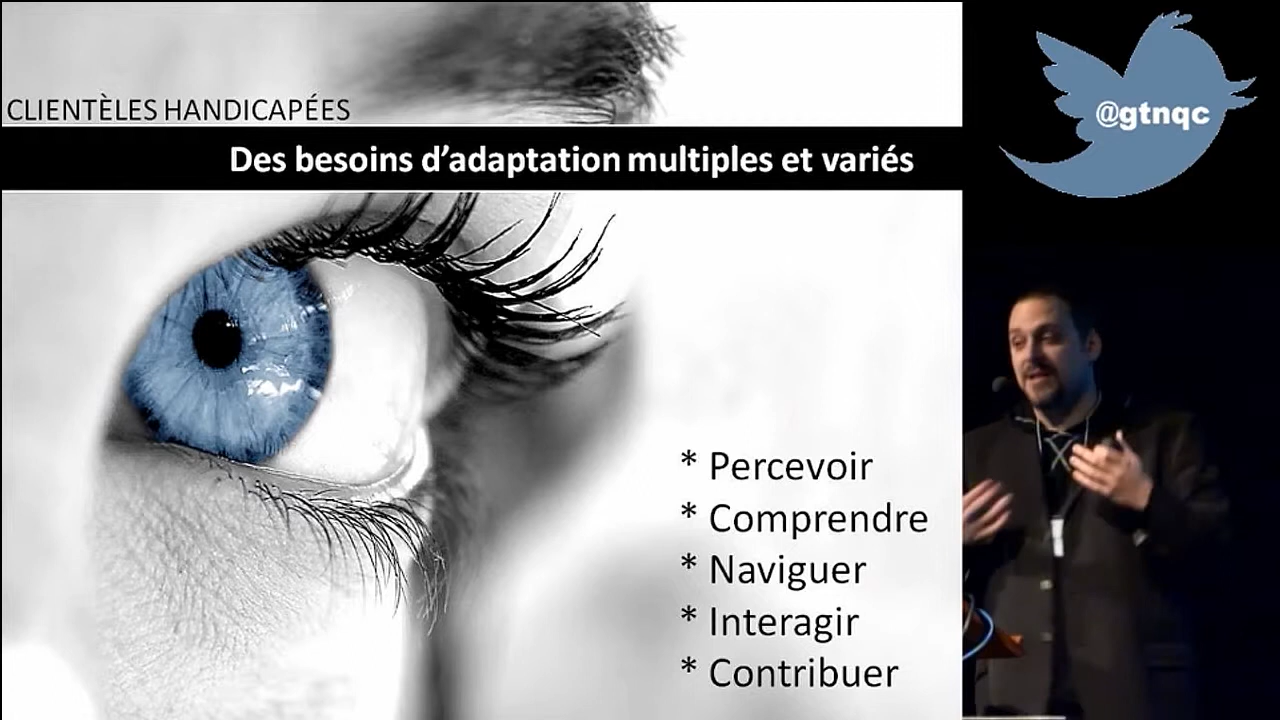 CLIENTÈLES HANDICAPÉES
Des besoins d’adaptation multiples et variés
@gtnqc
* Percevoir
* Comprendre
* Naviguer
* Interagir
* Contribuer